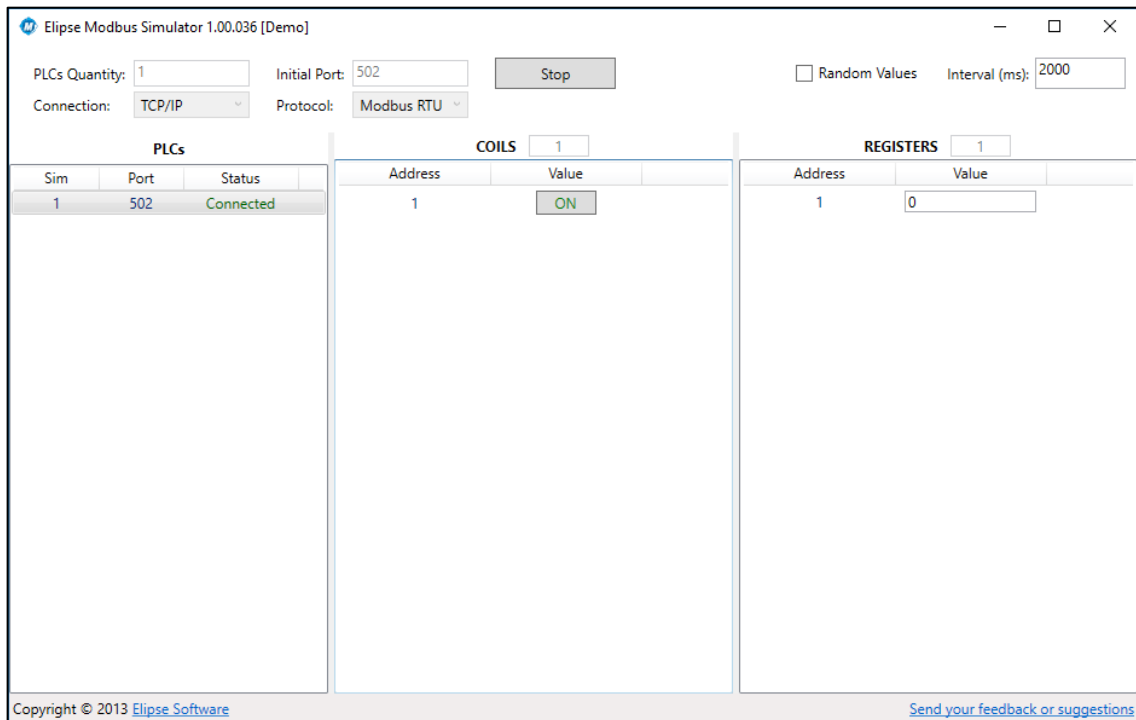 Elipse Modbus Simulator 1.00.036 [Demo]
PLCs Quantity: 1 Initial Port: 502 Stop Random Values Interval (ms): 2000
Connection: TCP/IP Protocol: Modbus RTU
PLCs COILS 1 REGISTERS 1
Sim Port Status Address Value Address Value
1 502 Connected 1 ON 1 0
Copyright © 2013 Elipse Software Send your feedback or suggestions